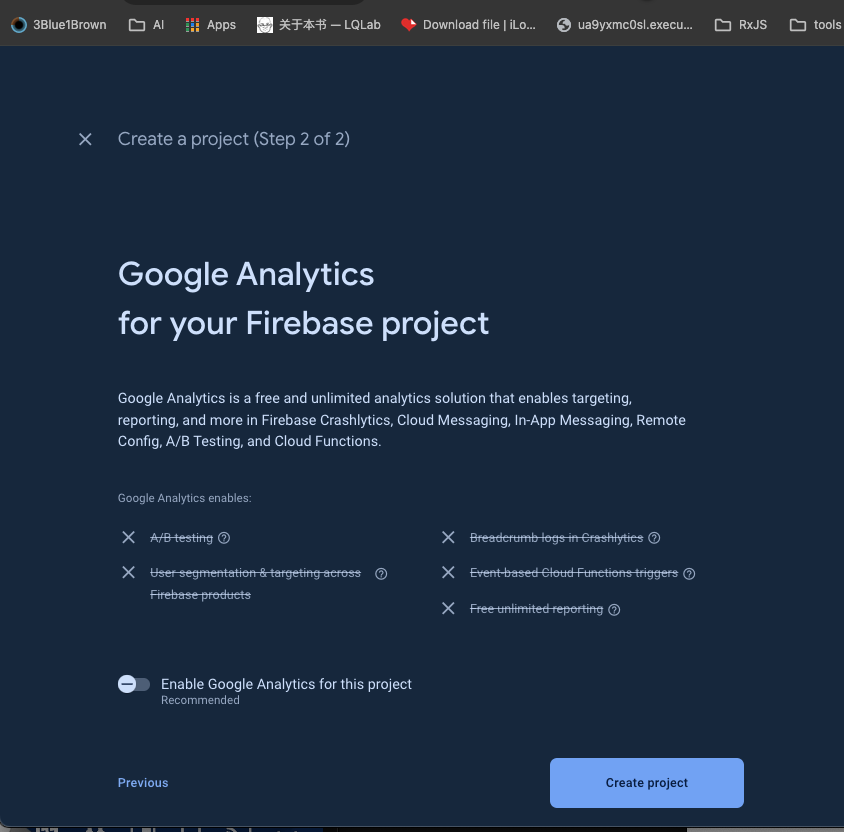 3Blue1Brown AI Apps 关于本书 — LQLab Download file | iLo... ua9yxmc0sl.execu... RxJS tools
Create a project (Step 2 of 2)
Google Analytics
for your Firebase project
Google Analytics is a free and unlimited analytics solution that enables targeting,
reporting, and more in Firebase Crashlytics, Cloud Messaging, In-App Messaging, Remote
Config, A/B Testing, and Cloud Functions.
Google Analytics enables:
A/B testing
User segmentation & targeting across
Firebase products
Breadcrumb logs in Crashlytics
Event-based Cloud Functions triggers
Free unlimited reporting
Enable Google Analytics for this project
Recommended
Previous
Create project